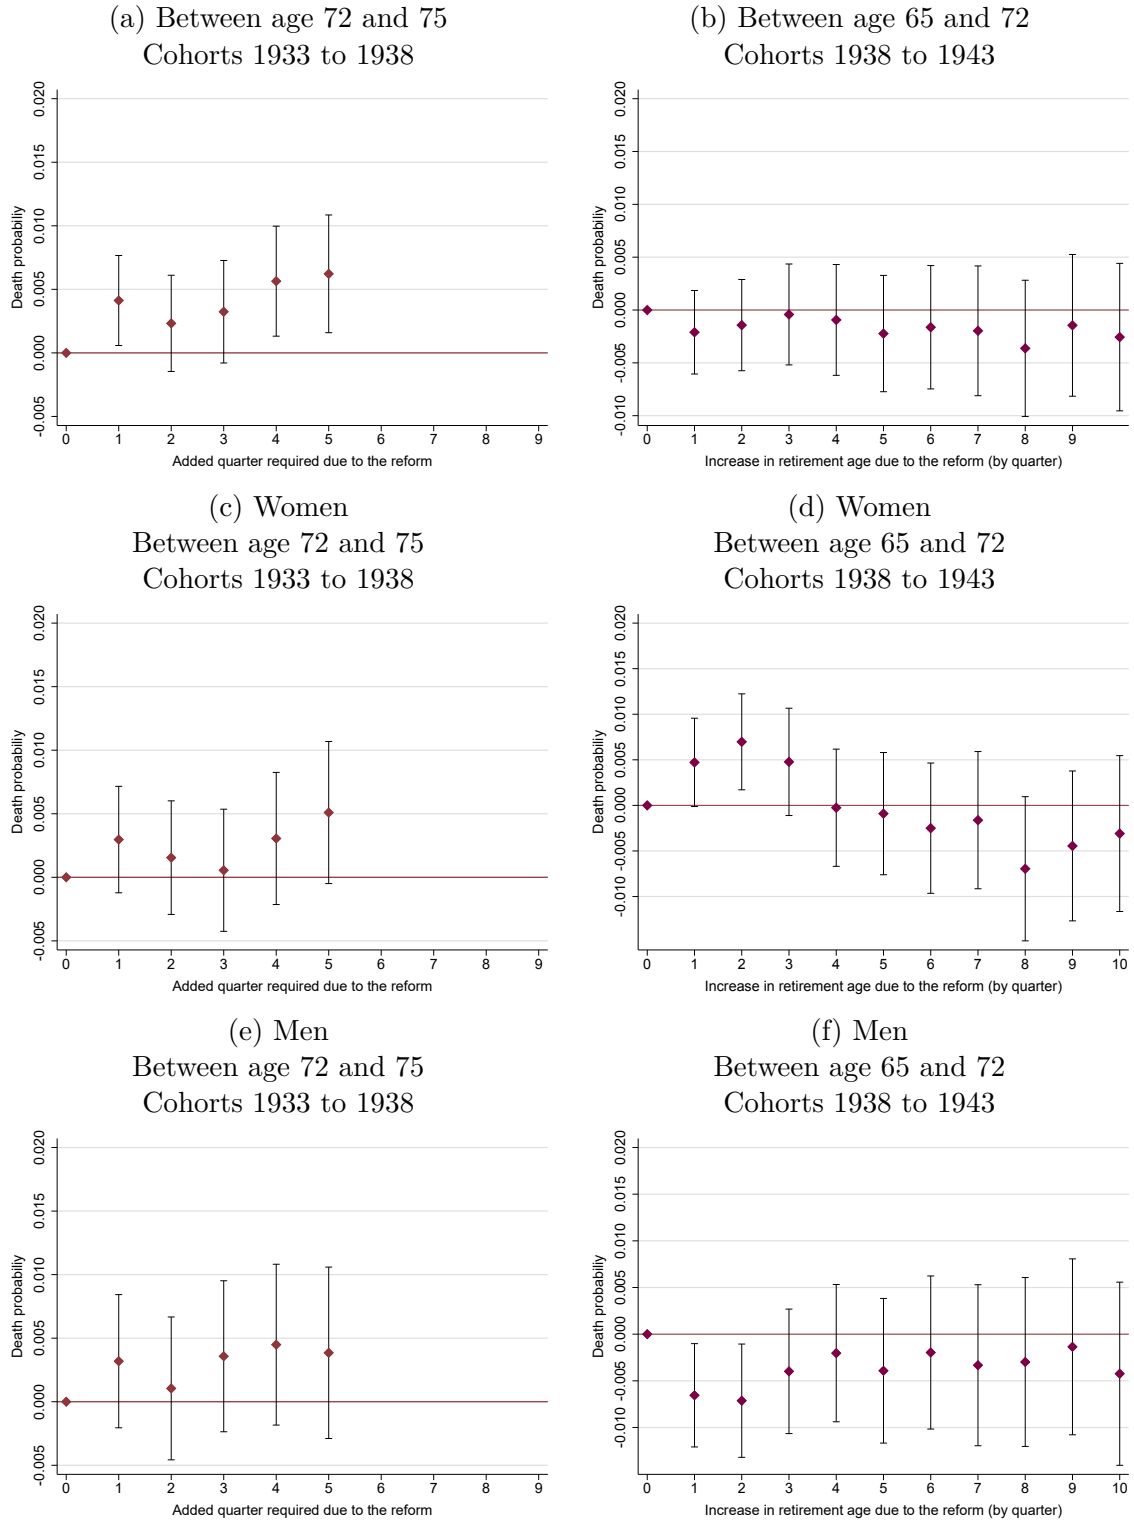 (a) Between age 72 and 75
Cohorts 1933 to 1938
Death probabiliy
0.020
0.015
0.010
0.005
0.000
-0.005
0 1 2 3 4 5 6 7 8 9
Added quarter required due to the reform
(b) Between age 65 and 72
Cohorts 1938 to 1943
Death probabiliy
0.020
0.015
0.010
0.005
0.000
-0.005
-0.010
0 1 2 3 4 5 6 7 8 9 10
Increase in retirement age due to the reform (by quarter)
(c) Women
Between age 72 and 75
Cohorts 1933 to 1938
Death probabiliy
0.020
0.015
0.010
0.005
0.000
-0.005
0 1 2 3 4 5 6 7 8 9
Added quarter required due to the reform
(d) Women
Between age 65 and 72
Cohorts 1938 to 1943
Death probabiliy
0.020
0.015
0.010
0.005
0.000
-0.005
-0.010
0 1 2 3 4 5 6 7 8 9 10
Increase in retirement age due to the reform (by quarter)
(e) Men
Between age 72 and 75
Cohorts 1933 to 1938
Death probabiliy
0.020
0.015
0.010
0.005
0.000
-0.005
0 1 2 3 4 5 6 7 8 9
Added quarter required due to the reform
(f) Men
Between age 65 and 72
Cohorts 1938 to 1943
Death probabiliy
0.020
0.015
0.010
0.005
0.000
-0.005
-0.010
0 1 2 3 4 5 6 7 8 9 10
Increase in retirement age due to the reform (by quarter)